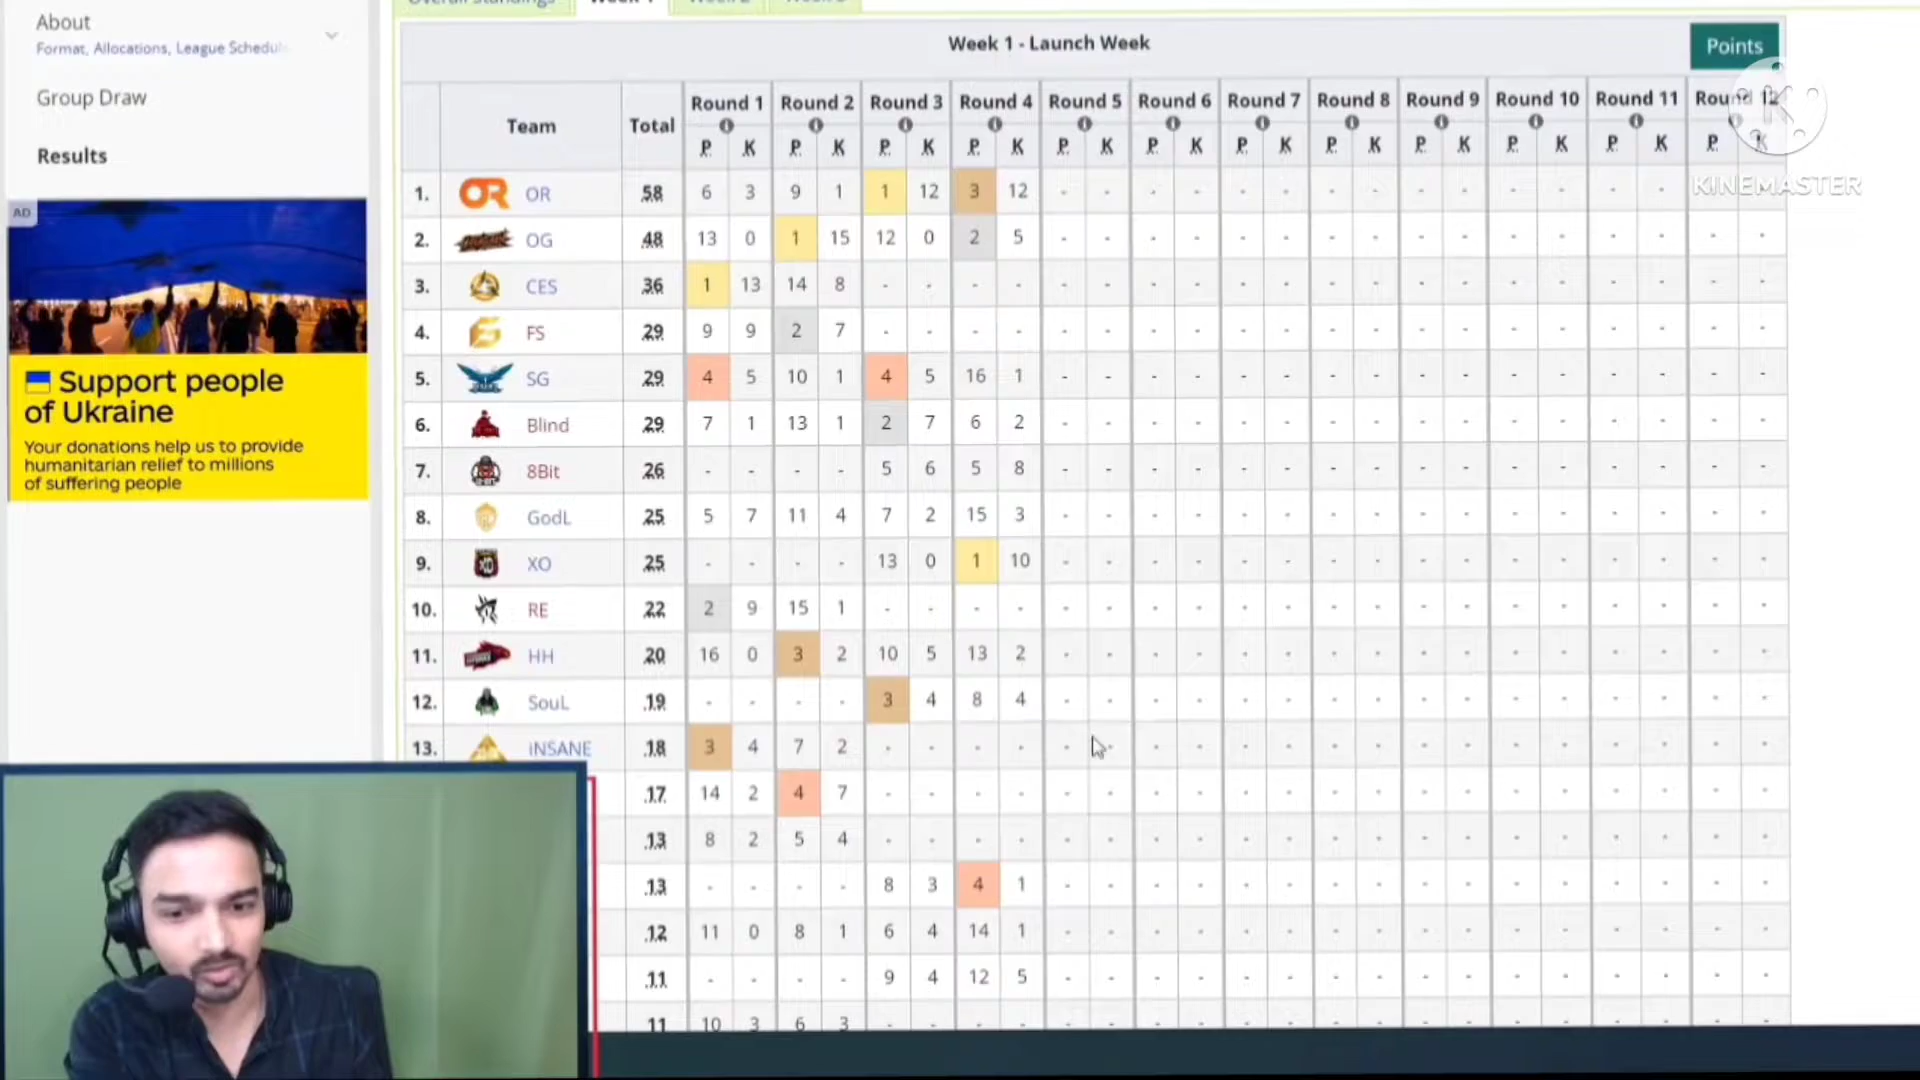 Week 1 - Launch Week
Points
About
Format, Allocations, League Schedul
Group Draw
Results
Team Total Round 1 Round 2 Round 3 Round 4 Round 5 Round 6 Round 7 Round 8 Round 9 Round 10 Round 11 Round 12
P K P K P K P K P K P K P K P K P K P K P K P K
KINEMASTER
1. OR OR 58 6 3 9 1 1 12 3 12 - - - - - - - - - - - - - - - -
2. OG 48 13 0 1 15 12 0 2 5 - - - - - - - - - - - - - - - -
3. CES 36 1 13 14 8 - - - - - - - - - - - - - - - - - - - -
4. FS 29 9 9 2 7 - - - - - - - - - - - - - - - - - - - -
5. SG 29 4 5 10 1 4 5 16 1 - - - - - - - - - - - - - - - -
6. Blind 29 7 1 13 1 2 7 6 2 - - - - - - - - - - - - - - - -
7. 8Bit 26 - - - - 5 6 5 8 - - - - - - - - - - - - - - - -
8. GodL 25 5 7 11 4 7 2 15 3 - - - - - - - - - - - - - - - -
9. XO 25 - - - - 13 0 1 10 - - - - - - - - - - - - - - - -
10. RE 22 2 9 15 1 - - - - - - - - - - - - - - - - - - - -
11. HH 20 16 0 3 2 10 5 13 2 - - - - - - - - - - - - - - - -
12. SouL 19 - - - - 3 4 8 4 - - - - - - - - - - - - - - - -
13. iNSANE 18 3 4 7 2 - - - - - - - - - - - - - - - - - - - -
17 14 2 4 7 - - - - - - - - - - - - - - - - - - - -
13 8 2 5 4 - - - - - - - - - - - - - - - - - - - -
13 - - - - 8 3 4 1 - - - - - - - - - - - - - - - -
12 11 0 8 1 6 4 14 1 - - - - - - - - - - - - - - - -
11 - - - - 9 4 12 5 - - - - - - - - - - - - - - - -
11 10 3 6 3 - - - - - - - - - - - - - - - - - - - -
AD
Support people
of Ukraine
Your donations help us to provide
humanitarian relief to millions
of suffering people